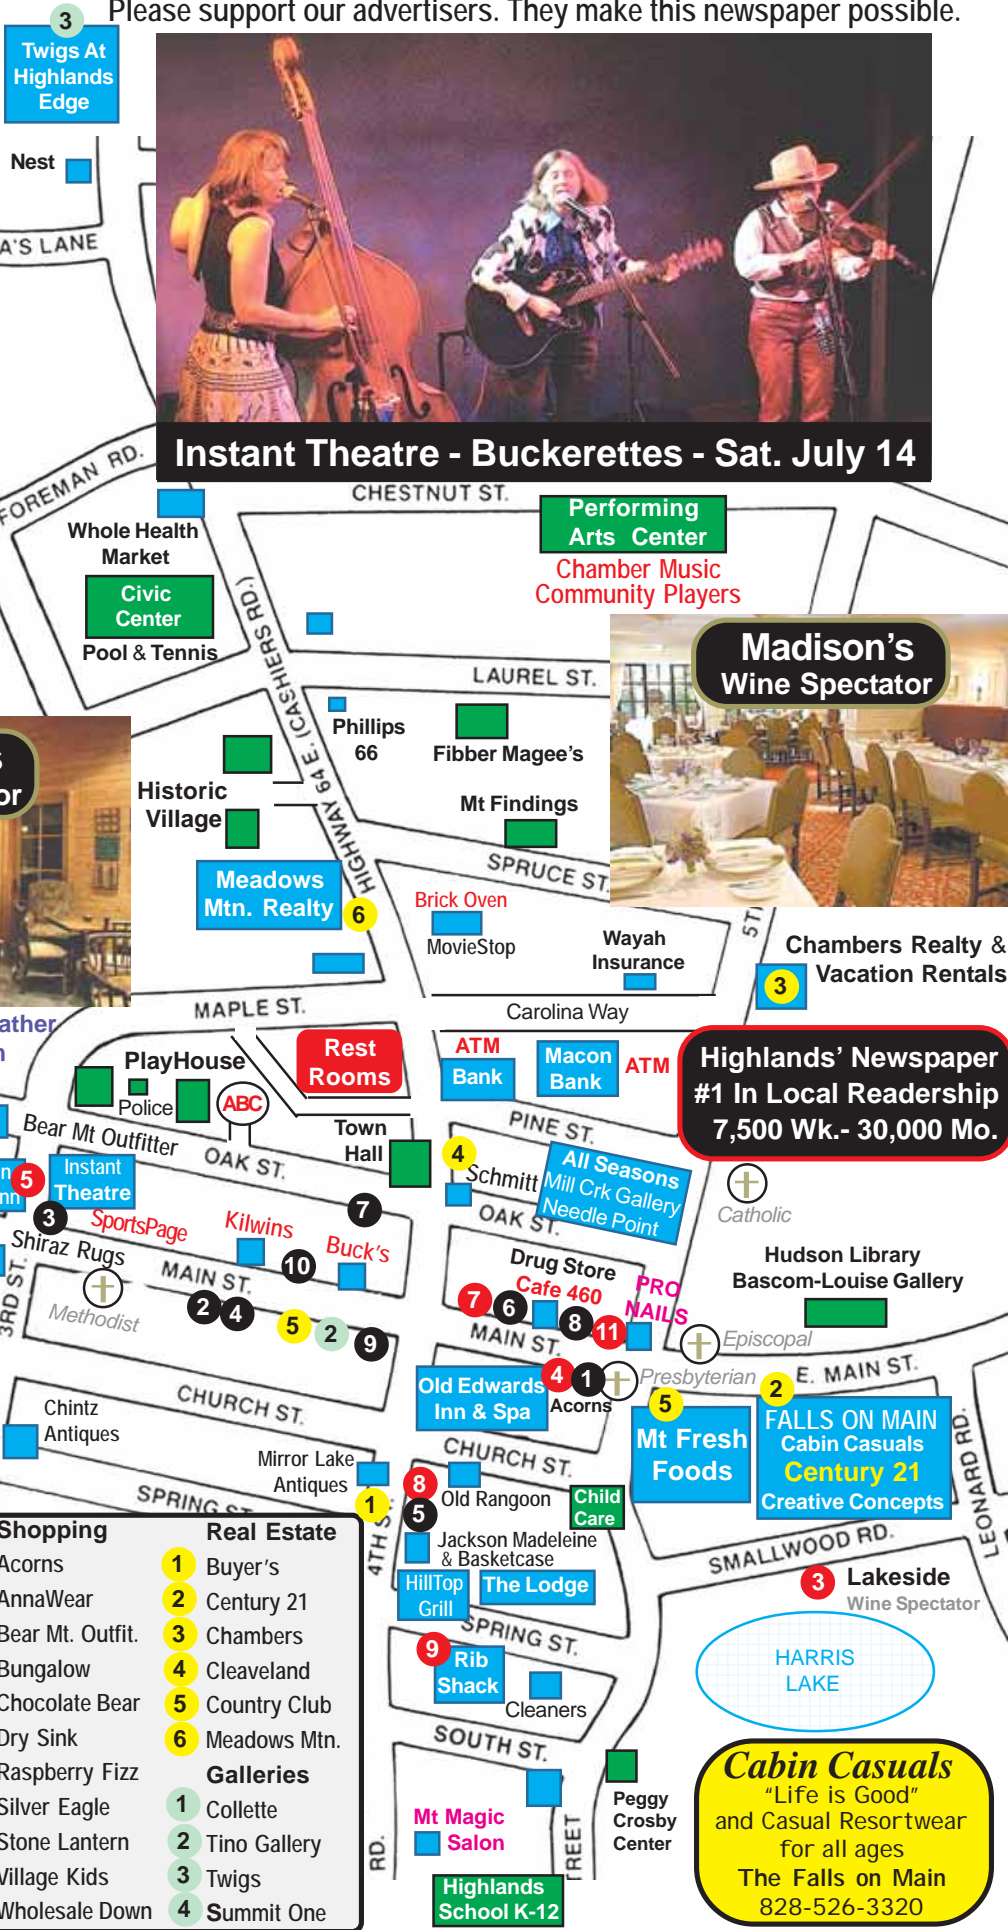 Please support our advertisers. They make this newspaper possible.
3
Twigs At
Highlands
Edge
Nest
A'S LANE
Instant Theatre - Buckerettes - Sat. July 14
FOREMAN RD.
CHESTNUT ST.
Whole Health
Market
Performing
Arts Center
Chamber Music
Community Players
Civic
Center
Pool & Tennis
HIGHWAY 64 E. (CASHIERS RD.)
Madison's
Wine Spectator
LAUREL ST.
Phillips
66
Fibber Magee's
or
Historic
Village
Mt Findings
SPRUCE ST.
Meadows
Mtn. Realty
6
Brick Oven
MovieStop
5T
Wayah
Insurance
Chambers Realty &
Vacation Rentals
3
MAPLE ST.
Carolina Way
ather
n
PlayHouse
Police
ABC
Rest
Rooms
ATM
Bank
Macon
Bank
ATM
Highlands' Newspaper
#1 In Local Readership
7,500 Wk.- 30,000 Mo.
Bear Mt Outfitter
OAK ST.
Town
Hall
PINE ST.
4
Schmitt
All Seasons
Mill Crk Gallery
Needle Point
Catholic
n
nn
5
Instant
Theatre
3
7
OAK ST.
SportsPage
Kilwins
Buck's
10
Shiraz Rugs
MAIN ST.
3RD ST.
Methodist
2
4
5
2
9
Drug Store
Cafe 460
PRO
NAILS
7
6
8
11
MAIN ST.
Hudson Library
Bascom-Louise Gallery
Episcopal
Presbyterian
E. MAIN ST.
Old Edwards
Inn & Spa
4
1
Acorns
5
Mt Fresh
Foods
2
FALLS ON MAIN
Cabin Casuals
Century 21
Creative Concepts
LEONARD RD.
CHURCH ST.
Chintz
Antiques
CHURCH ST.
Mirror Lake
Antiques
1
SPRING ST.
4TH ST.
8
5
Old Rangoon
Child
Care
Jackson Madeleine
& Basketcase
HillTop
Grill
The Lodge
SMALLWOOD RD.
3
Lakeside
Wine Spectator
HARRIS
LAKE
SPRING ST.
9
Rib
Shack
Cleaners
SOUTH ST.
Mt Magic
Salon
RD.
TREET
Peggy
Crosby
Center
Highlands
School K-12
Shopping
Acorns
AnnaWear
Bear Mt. Outfit.
Bungalow
Chocolate Bear
Dry Sink
Raspberry Fizz
Silver Eagle
Stone Lantern
Village Kids
Wholesale Down
Real Estate
1 Buyer's
2 Century 21
3 Chambers
4 Cleaveland
5 Country Club
6 Meadows Mtn.
Galleries
1 Collette
2 Tino Gallery
3 Twigs
4 Summit One
Cabin Casuals
"Life is Good"
and Casual Resortwear
for all ages
The Falls on Main
828-526-3320